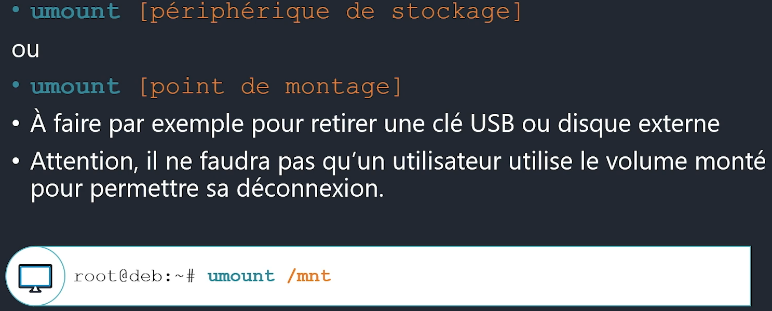 • umount [périphérique de stockage]
ou
• umount [point de montage]
• À faire par exemple pour retirer une clé USB ou disque externe
• Attention, il ne faudra pas qu’un utilisateur utilise le volume monté
pour permettre sa déconnexion.
root@deb:~# umount /mnt